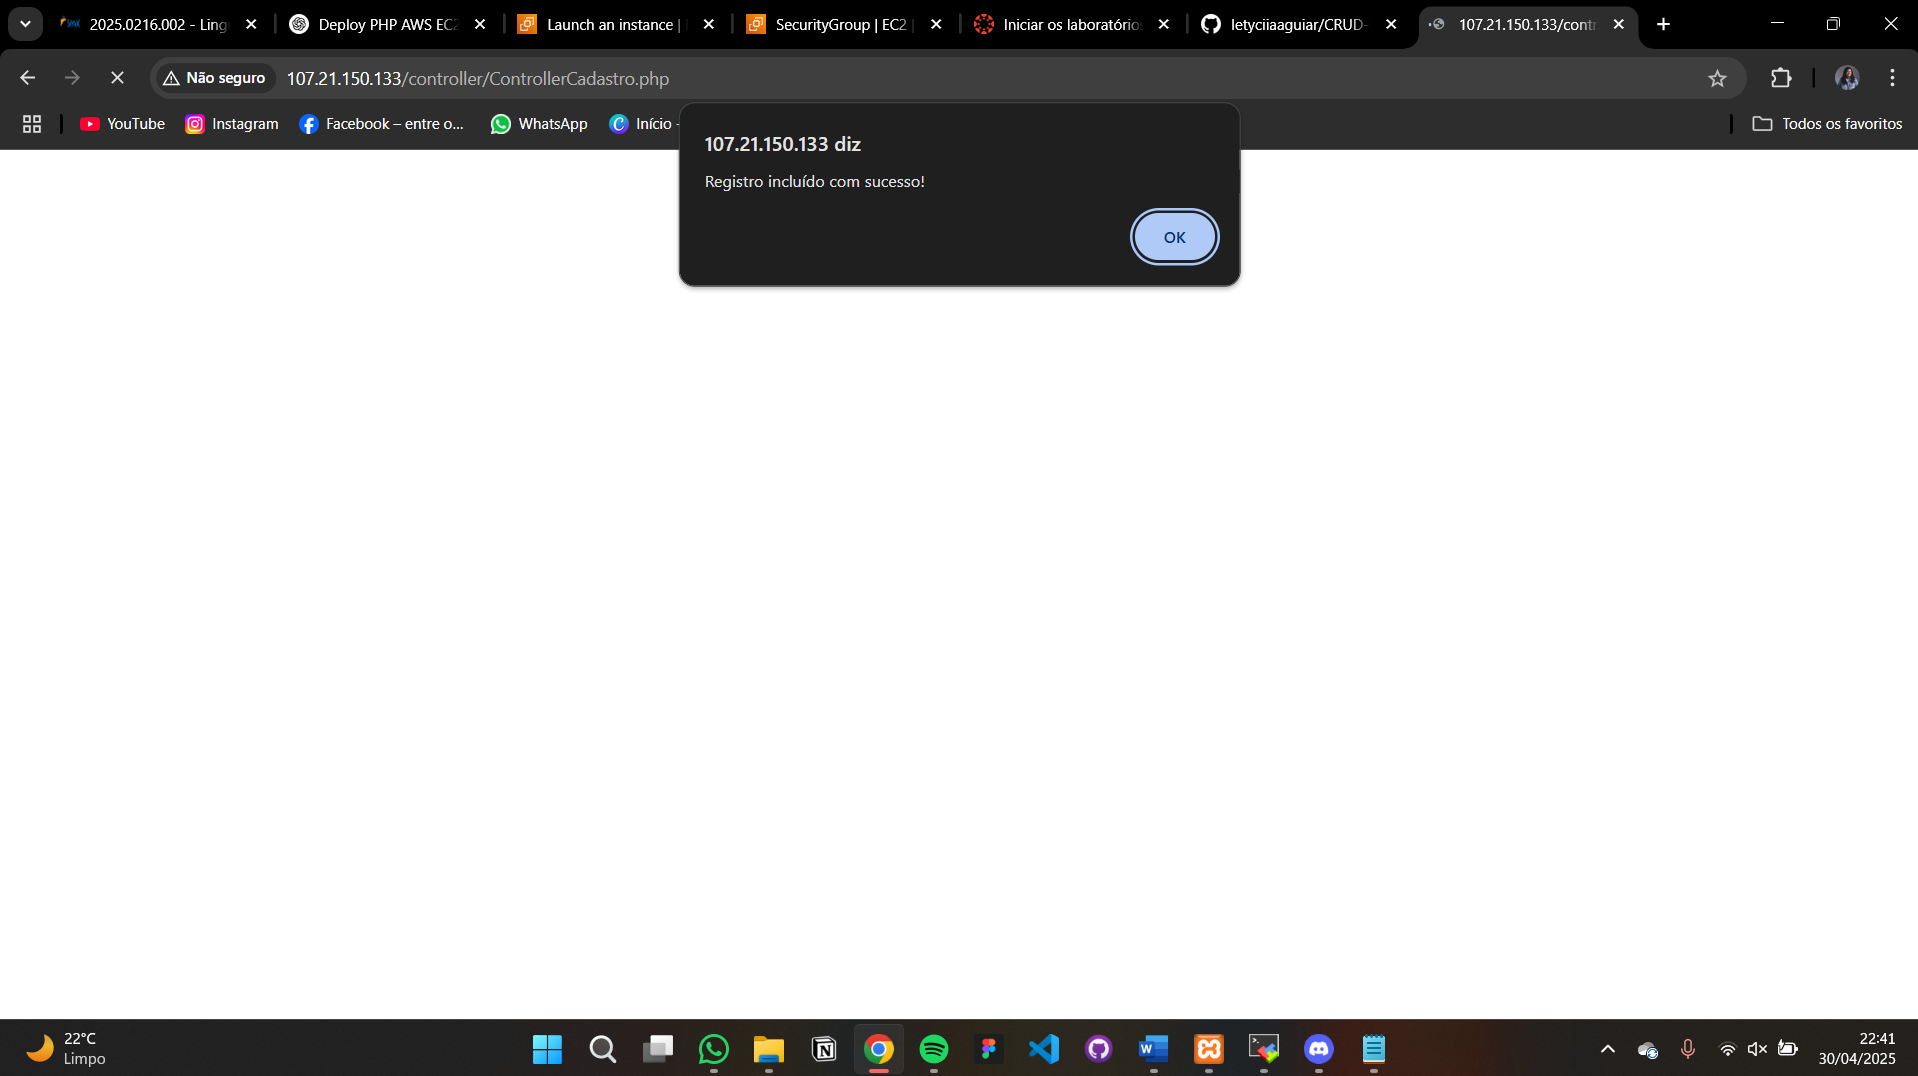 2025.0216.002 - Ling
Deploy PHP AWS EC2
Launch an instance |
SecurityGroup | EC2 |
Iniciar os laboratórios
letyciiaaguiar/CRUD-
107.21.150.133/contr
Não seguro
107.21.150.133/controller/ControllerCadastro.php
YouTube
Instagram
Facebook – entre o...
WhatsApp
Início -
Todos os favoritos
107.21.150.133 diz
Registro incluído com sucesso!
OK
22°C
Limpo
22:41
30/04/2025